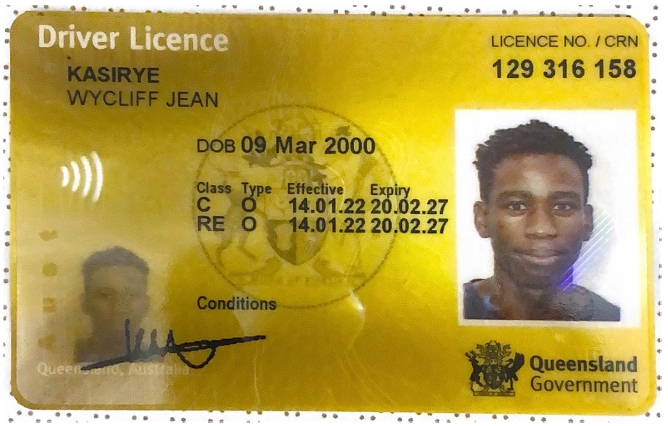 Driver Licence
LICENCE NO. / CRN
129 316 158
KASIRYE
WYCLIFF JEAN
DOB 09 Mar 2000
Class Type Effective Expiry
C O 14.01.22 20.02.27
RE O 14.01.22 20.02.27
Conditions
Queensland, Australia
Queensland
Government